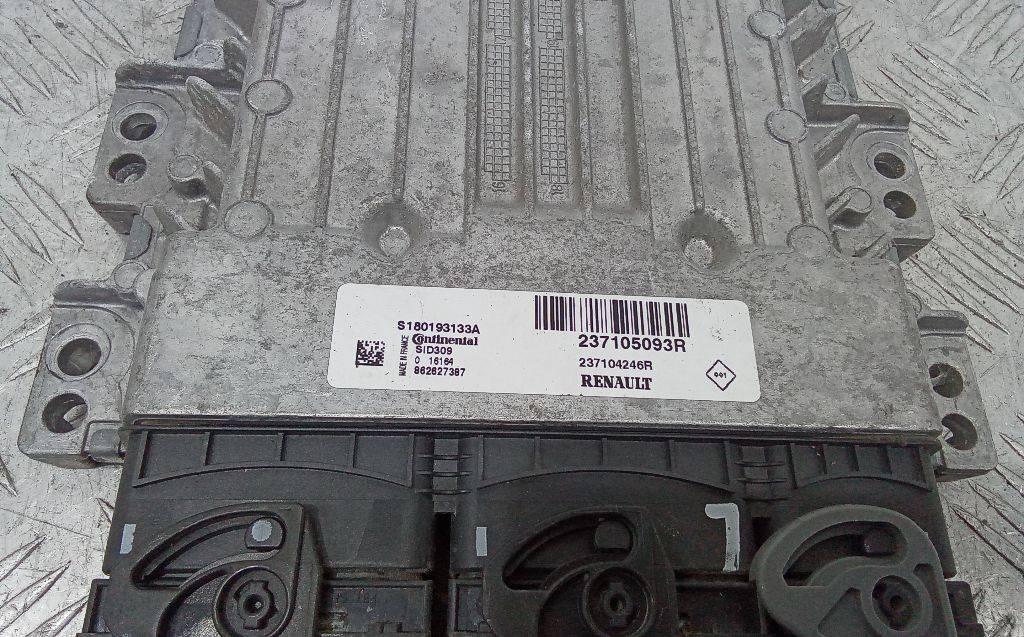 S180193133A
Continental
SID309
0 16164
862627387
MADE IN FRANCE
237105093R
237104246R
RENAULT
001